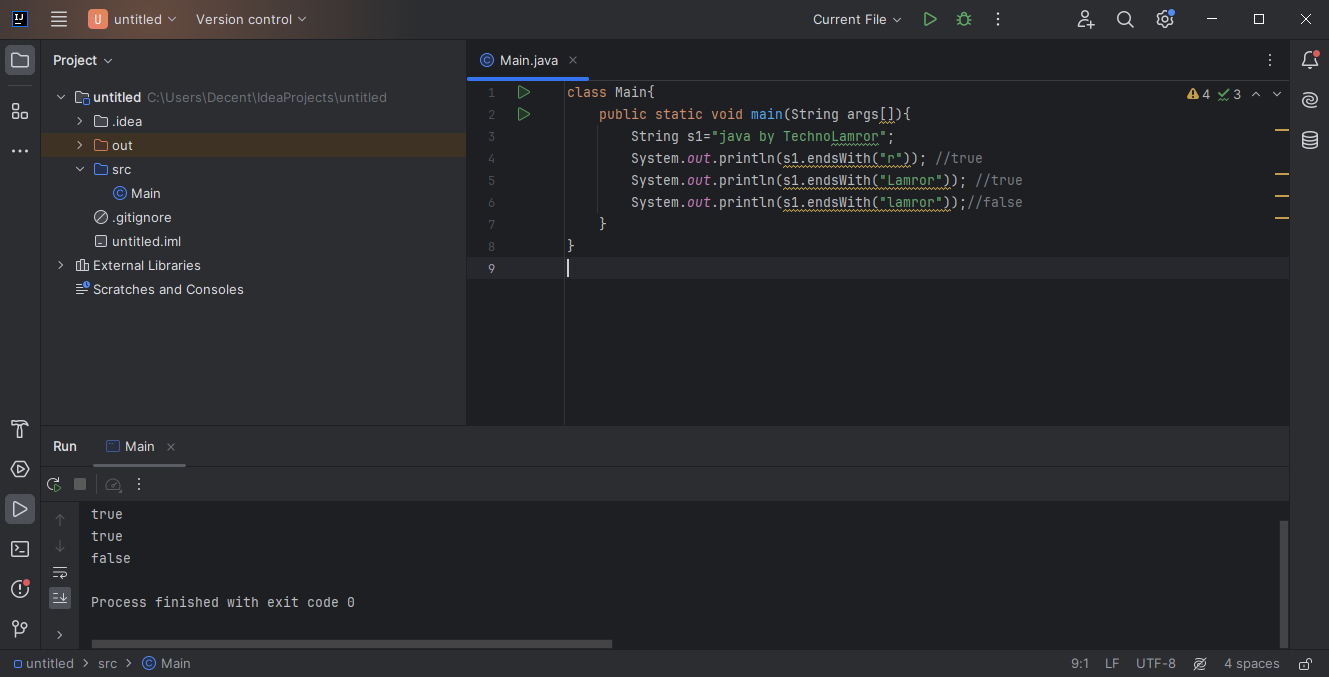 IJ
U untitled Version control Current File
Project
untitled C:\Users\Decent\IdeaProjects\untitled
.idea
out
src
Main
.gitignore
untitled.iml
External Libraries
Scratches and Consoles
Main.java
4 3
1 class Main{
2 public static void main(String args[]){
3 String s1="java by TechnoLamror";
4 System.out.println(s1.endsWith("r")); //true
5 System.out.println(s1.endsWith("Lamror")); //true
6 System.out.println(s1.endsWith("lamror"));//false
7 }
8 }
9
Run Main
true
true
false
Process finished with exit code 0
untitled > src > Main 9:1 LF UTF-8 4 spaces